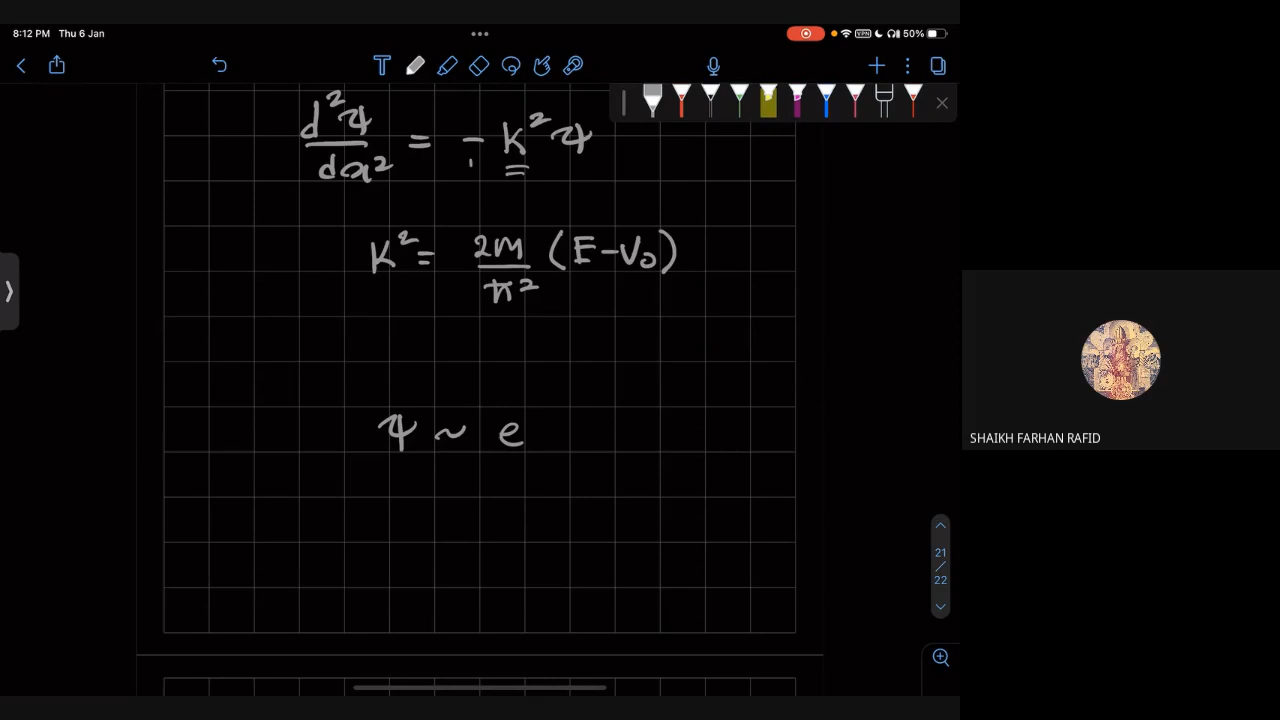 8:12 PM Thu 6 Jan
VPN 50%
d²ψ/dx² = - k²ψ
K² = 2m/ħ² (E-V₀)
ψ ~ e
SHAIKH FARHAN RAFID
21
/
22